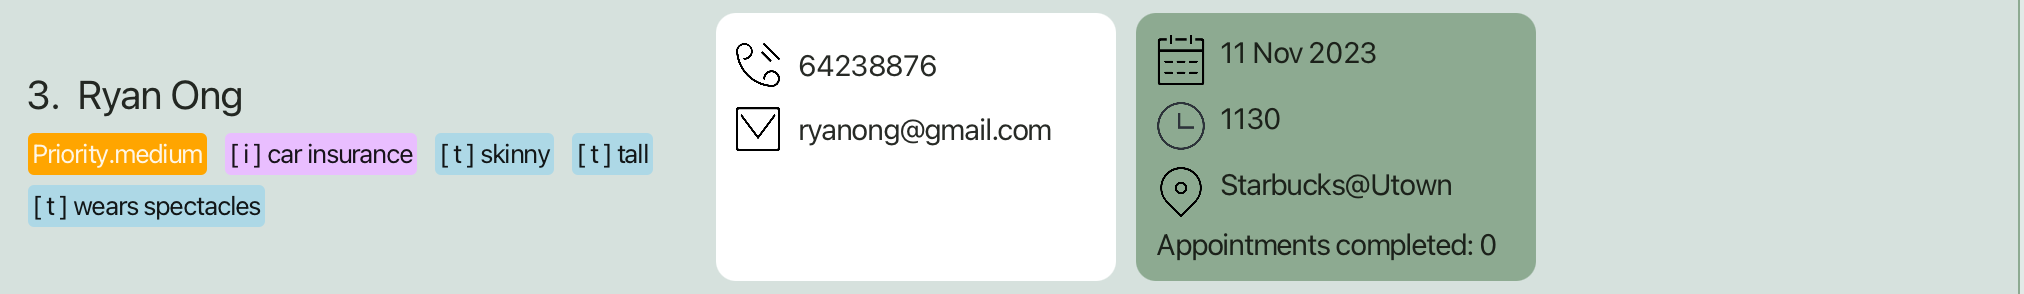 3. Ryan Ong
Priority.medium [ i ] car insurance [ t ] skinny [ t ] tall
[ t ] wears spectacles
64238876
ryanong@gmail.com
11 Nov 2023
1130
Starbucks@Utown
Appointments completed: 0